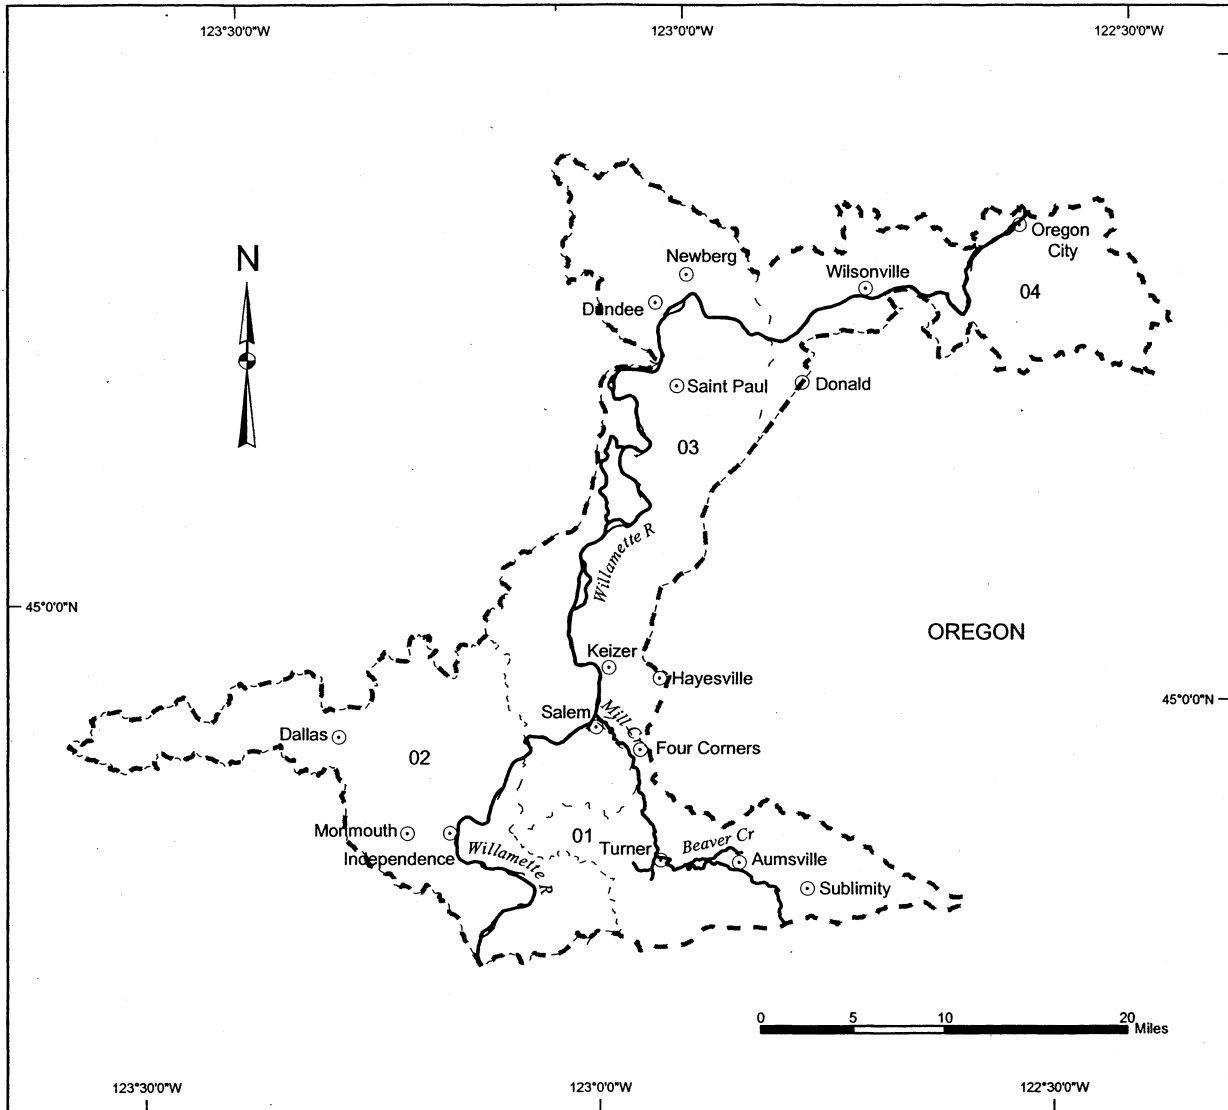 123°30'0"W
123°0'0"W
122°30'0"W
N
Newberg
Oregon
City
Wilsonville
04
Dundee
Saint Paul
Donald
03
Willamette R
45°0'0"N
OREGON
Keizer
Hayesville
45°0'0"N
Salem
Mill Cr
Dallas
Four Corners
02
Monmouth
01
Turner
Beaver Cr
Independence
Willamette R
Aumsville
Sublimity
0
5
10
20
Miles
123°30'0"W
123°0'0"W
122°30'0"W